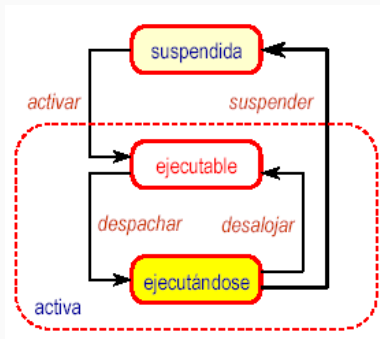 suspendida
activar
suspender
ejecutable
despachar
desalojar
ejecutándose
activa